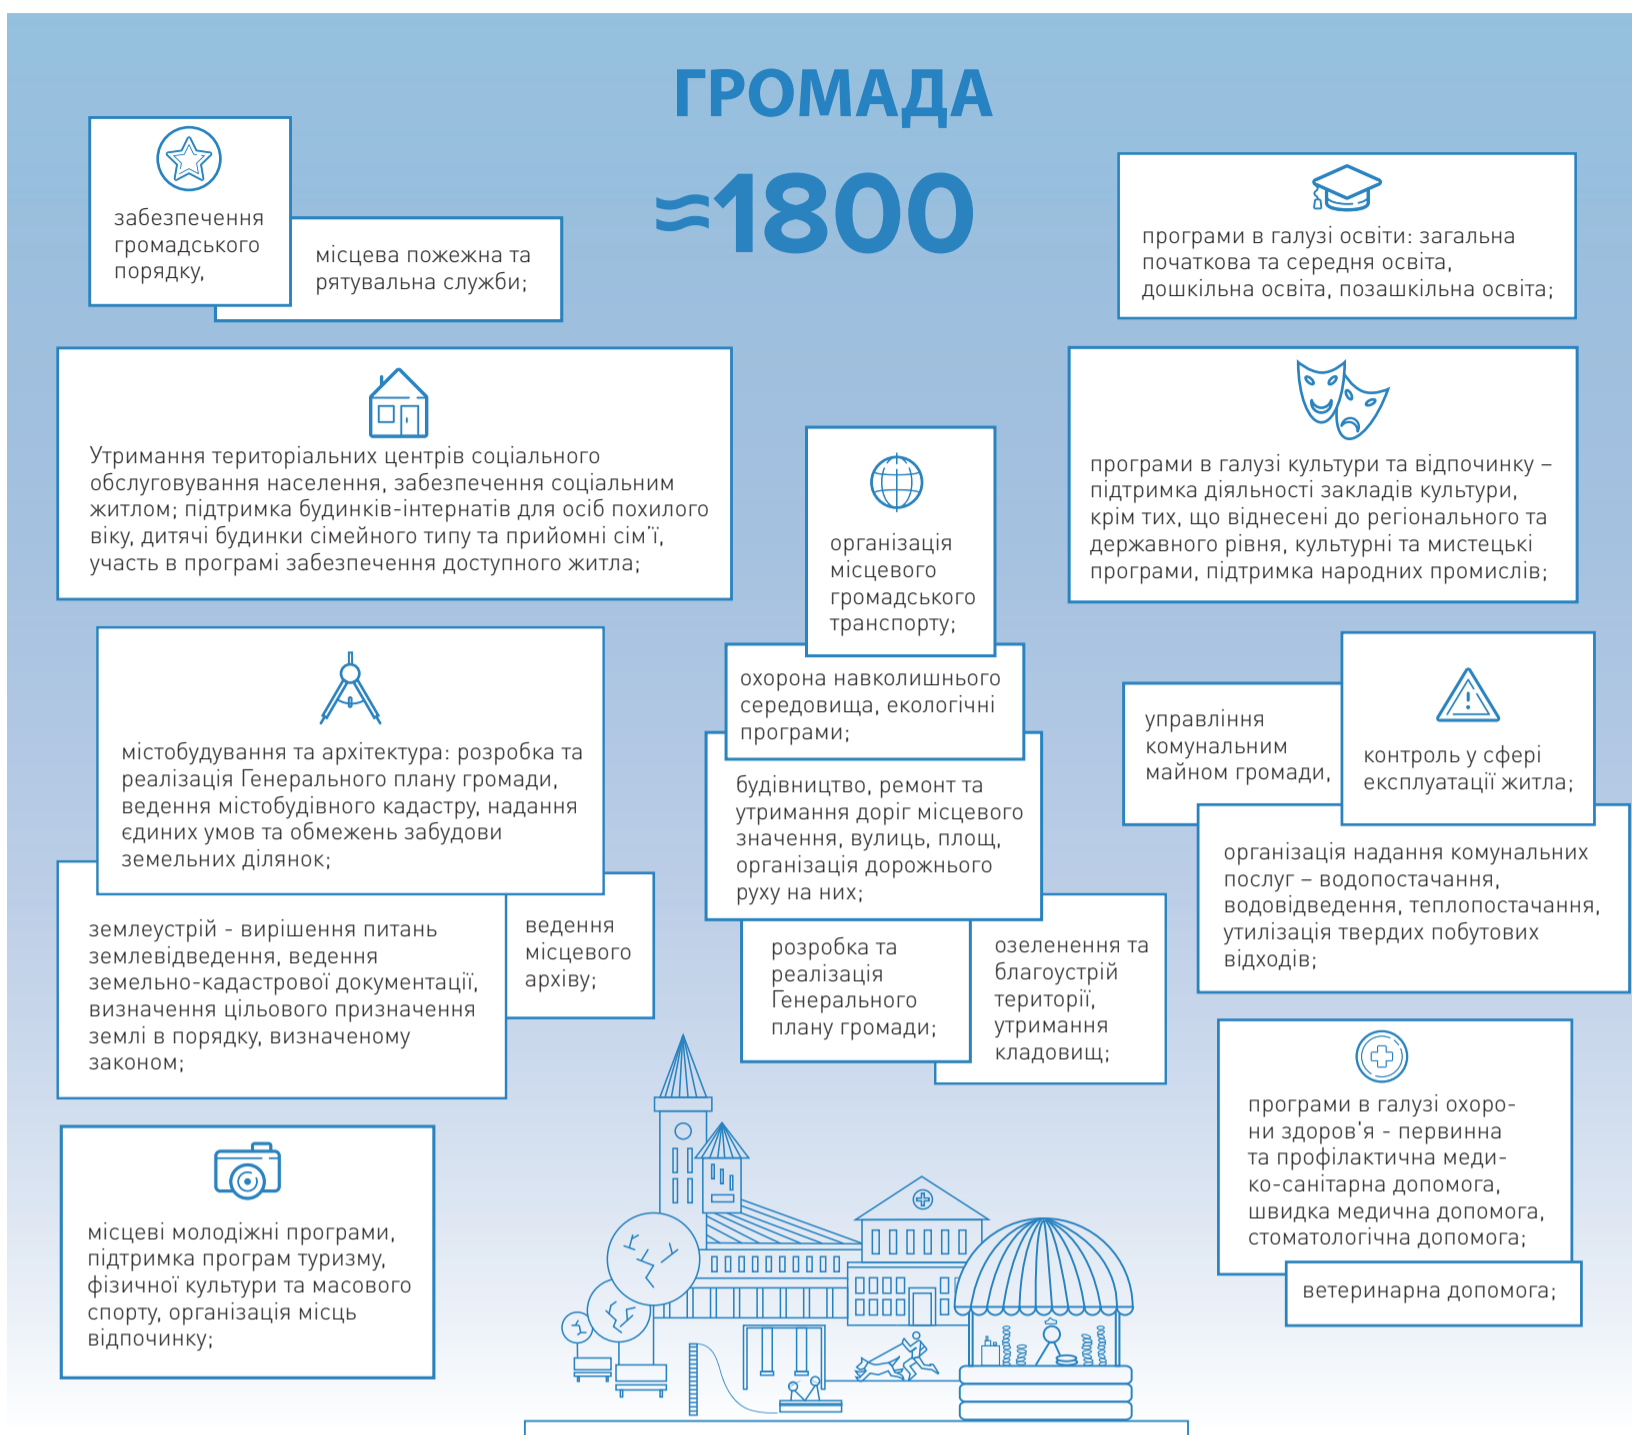 ГРОМАДА
≈1800
забезпечення
громадського
порядку,
місцева пожежна та
рятувальна служби;
програми в галузі освіти: загальна
початкова та середня освіта,
дошкільна освіта, позашкільна освіта;
Утримання територіальних центрів соціального
обслуговування населення, забезпечення соціальним
житлом; підтримка будинків-інтернатів для осіб похилого
віку, дитячі будинки сімейного типу та прийомні сім´ї,
участь в програмі забезпечення доступного житла;
програми в галузі культури та відпочинку –
підтримка діяльності закладів культури,
крім тих, що віднесені до регіонального та
державного рівня, культурні та мистецькі
програми, підтримка народних промислів;
організація
місцевого
громадського
транспорту;
охорона навколишнього
середовища, екологічні
програми;
будівництво, ремонт та
утримання доріг місцевого
значення, вулиць, площ,
організація дорожнього
руху на них;
розробка та
реалізація
Генерального
плану громади;
озеленення та
благоустрій
території,
утримання
кладовищ;
містобудування та архітектура: розробка та
реалізація Генерального плану громади,
ведення містобудівного кадастру, надання
єдиних умов та обмежень забудови
земельних ділянок;
землеустрій - вирішення питань
землевідведення, ведення
земельно-кадастрової документації,
визначення цільового призначення
землі в порядку, визначеному
законом;
ведення
місцевого
архіву;
управління
комунальним
майном громади,
контроль у сфері
експлуатації житла;
організація надання комунальних
послуг – водопостачання,
водовідведення, теплопостачання,
утилізація твердих побутових
відходів;
місцеві молодіжні програми,
підтримка програм туризму,
фізичної культури та масового
спорту, організація місць
відпочинку;
програми в галузі охоро-
ни здоров'я - первинна
та профілактична меди-
ко-санітарна допомога,
швидка медична допомога,
стоматологічна допомога;
ветеринарна допомога;